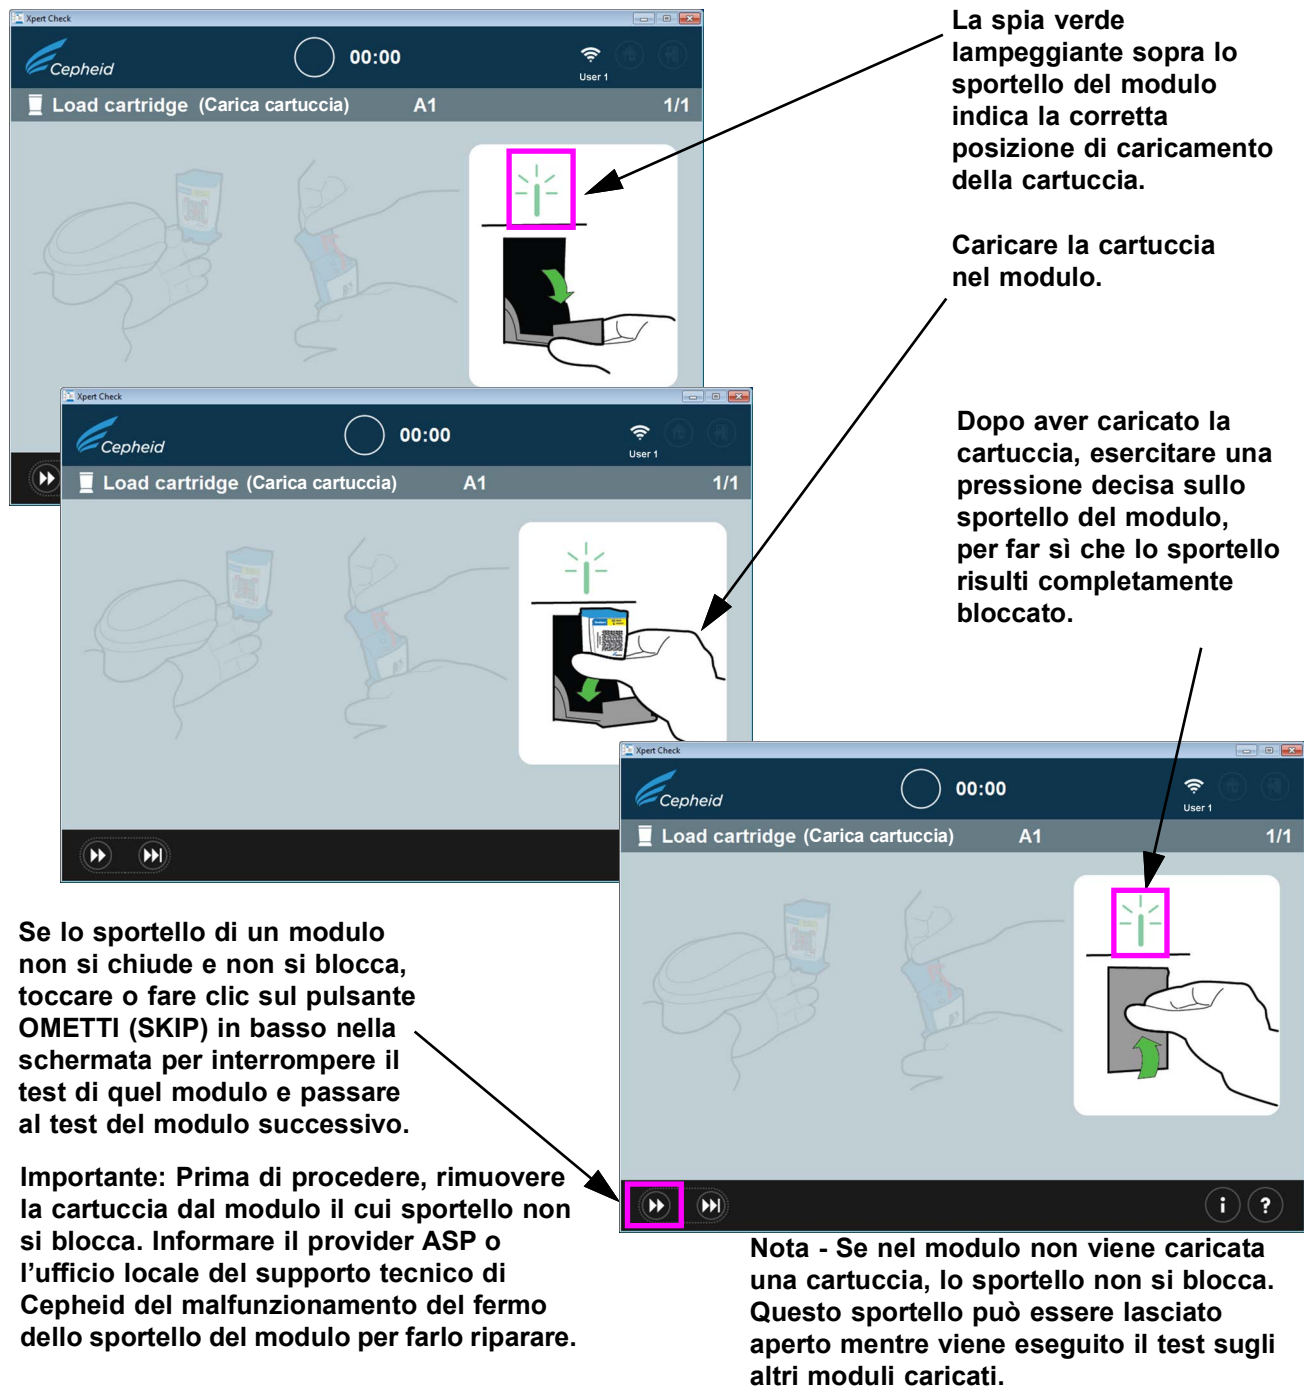 Xpert Check
Cepheid
00:00
User 1
Load cartridge (Carica cartuccia) A1 1/1
La spia verde
lampeggiante sopra lo
sportello del modulo
indica la corretta
posizione di caricamento
della cartuccia.
Caricare la cartuccia
nel modulo.
Xpert Check
Cepheid
00:00
User 1
Load cartridge (Carica cartuccia) A1 1/1
Dopo aver caricato la
cartuccia, esercitare una
pressione decisa sullo
sportello del modulo,
per far sì che lo sportello
risulti completamente
bloccato.
Xpert Check
Cepheid
00:00
User 1
Load cartridge (Carica cartuccia) A1 1/1
i ?
Se lo sportello di un modulo
non si chiude e non si blocca,
toccare o fare clic sul pulsante
OMETTI (SKIP) in basso nella
schermata per interrompere il
test di quel modulo e passare
al test del modulo successivo.
Importante: Prima di procedere, rimuovere
la cartuccia dal modulo il cui sportello non
si blocca. Informare il provider ASP o
l'ufficio locale del supporto tecnico di
Cepheid del malfunzionamento del fermo
dello sportello del modulo per farlo riparare.
Nota - Se nel modulo non viene caricata
una cartuccia, lo sportello non si blocca.
Questo sportello può essere lasciato
aperto mentre viene eseguito il test sugli
altri moduli caricati.